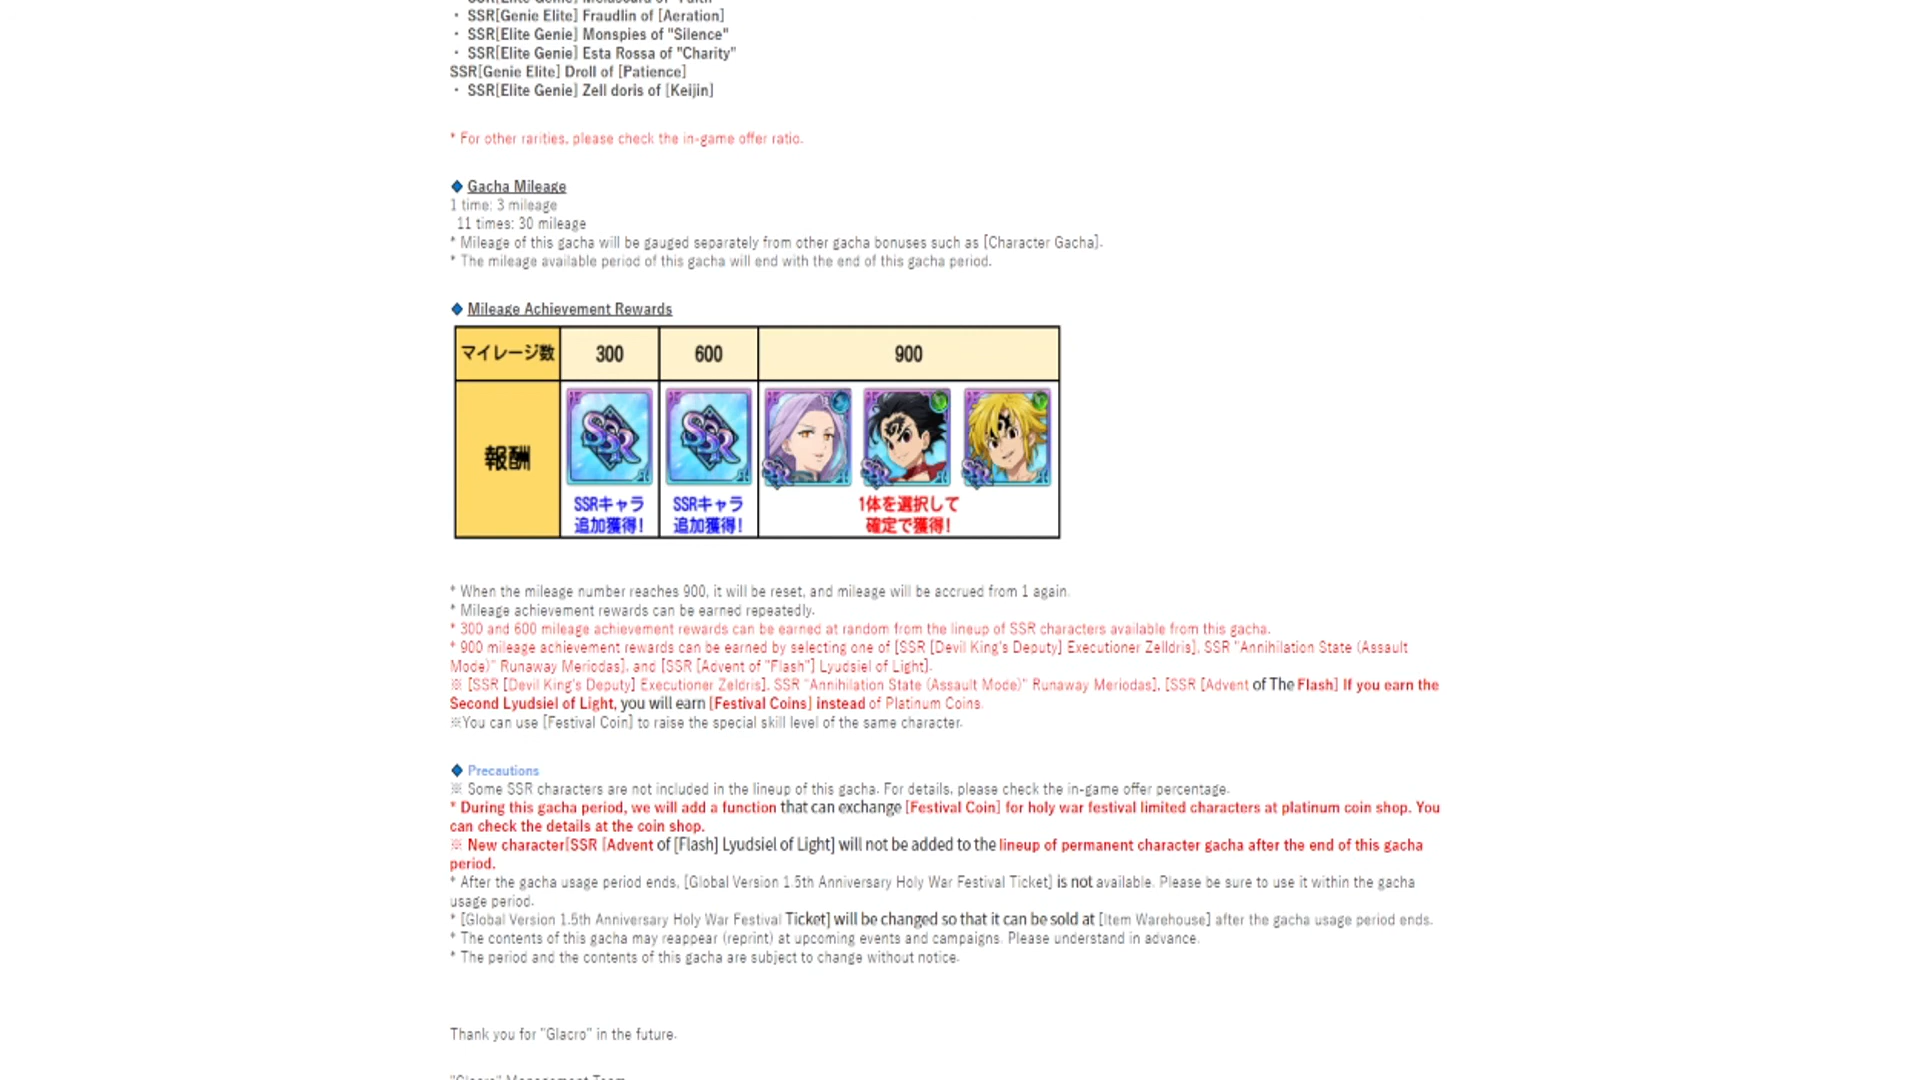 ・ SSR[Genie Elite] Fraudlin of [Aeration]
・ SSR[Elite Genie] Monspies of "Silence"
・ SSR[Elite Genie] Esta Rossa of "Charity"
SSR[Genie Elite] Droll of [Patience]
・ SSR[Elite Genie] Zell doris of [Keijin]
* For other rarities, please check the in-game offer ratio.
Gacha Mileage
1 time: 3 mileage
11 times: 30 mileage
* Mileage of this gacha will be gauged separately from other gacha bonuses such as [Character Gacha].
* The mileage available period of this gacha will end with the end of this gacha period.
Mileage Achievement Rewards
マイレージ数 300 600 900
報酬
SSR SSR
SSRキャラ SSRキャラ 1体を選択して
追加獲得! 追加獲得! 確定で獲得!
* When the mileage number reaches 900, it will be reset, and mileage will be accrued from 1 again.
* Mileage achievement rewards can be earned repeatedly.
* 300 and 600 mileage achievement rewards can be earned at random from the lineup of SSR characters available from this gacha.
* 900 mileage achievement rewards can be earned by selecting one of [SSR [Devil King's Deputy] Executioner Zelldris], SSR "Annihilation State (Assault
Mode)" Runaway Meriodas], and [SSR [Advent of "Flash"] Lyudsiel of Light].
※ [SSR [Devil King's Deputy] Executioner Zeldris], SSR "Annihilation State (Assault Mode)" Runaway Meriodas], [SSR [Advent of The Flash] If you earn the
Second Lyudsiel of Light, you will earn [Festival Coins] instead of Platinum Coins.
※You can use [Festival Coin] to raise the special skill level of the same character.
Precautions
※ Some SSR characters are not included in the lineup of this gacha. For details, please check the in-game offer percentage.
* During this gacha period, we will add a function that can exchange [Festival Coin] for holy war festival limited characters at platinum coin shop. You
can check the details at the coin shop.
※ New character[SSR [Advent of [Flash] Lyudsiel of Light] will not be added to the lineup of permanent character gacha after the end of this gacha
period.
* After the gacha usage period ends, [Global Version 1.5th Anniversary Holy War Festival Ticket] is not available. Please be sure to use it within the gacha
usage period.
* [Global Version 1.5th Anniversary Holy War Festival Ticket] will be changed so that it can be sold at [Item Warehouse] after the gacha usage period ends.
* The contents of this gacha may reappear (reprint) at upcoming events and campaigns. Please understand in advance.
* The period and the contents of this gacha are subject to change without notice.
Thank you for "Glacro" in the future.